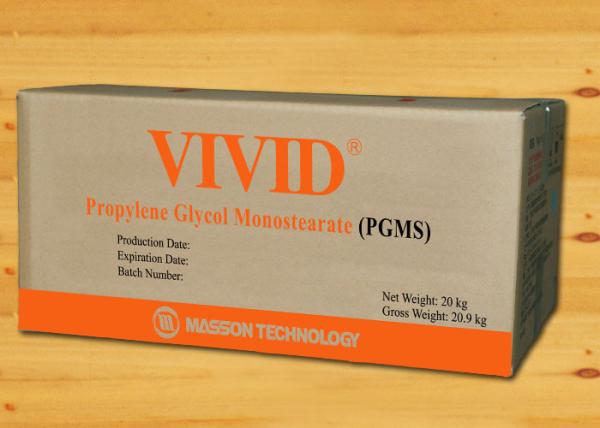 VIVID®
Propylene Glycol Monostearate (PGMS)
Production Date:
Expiration Date:
Batch Number:
Net Weight: 20 kg
Gross Weight: 20.9 kg
MASSON TECHNOLOGY